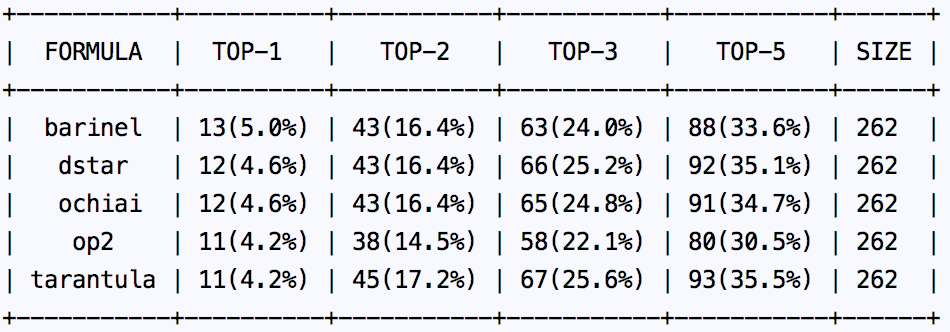 +-----------+----------+-----------+-----------+-----------+------+
|  FORMULA  |  TOP-1   |   TOP-2   |   TOP-3   |   TOP-5   | SIZE |
+-----------+----------+-----------+-----------+-----------+------+
|  barinel  | 13(5.0%) | 43(16.4%) | 63(24.0%) | 88(33.6%) | 262  |
|   dstar   | 12(4.6%) | 43(16.4%) | 66(25.2%) | 92(35.1%) | 262  |
|   ochiai  | 12(4.6%) | 43(16.4%) | 65(24.8%) | 91(34.7%) | 262  |
|    op2    | 11(4.2%) | 38(14.5%) | 58(22.1%) | 80(30.5%) | 262  |
| tarantula | 11(4.2%) | 45(17.2%) | 67(25.6%) | 93(35.5%) | 262  |
+-----------+----------+-----------+-----------+-----------+------+